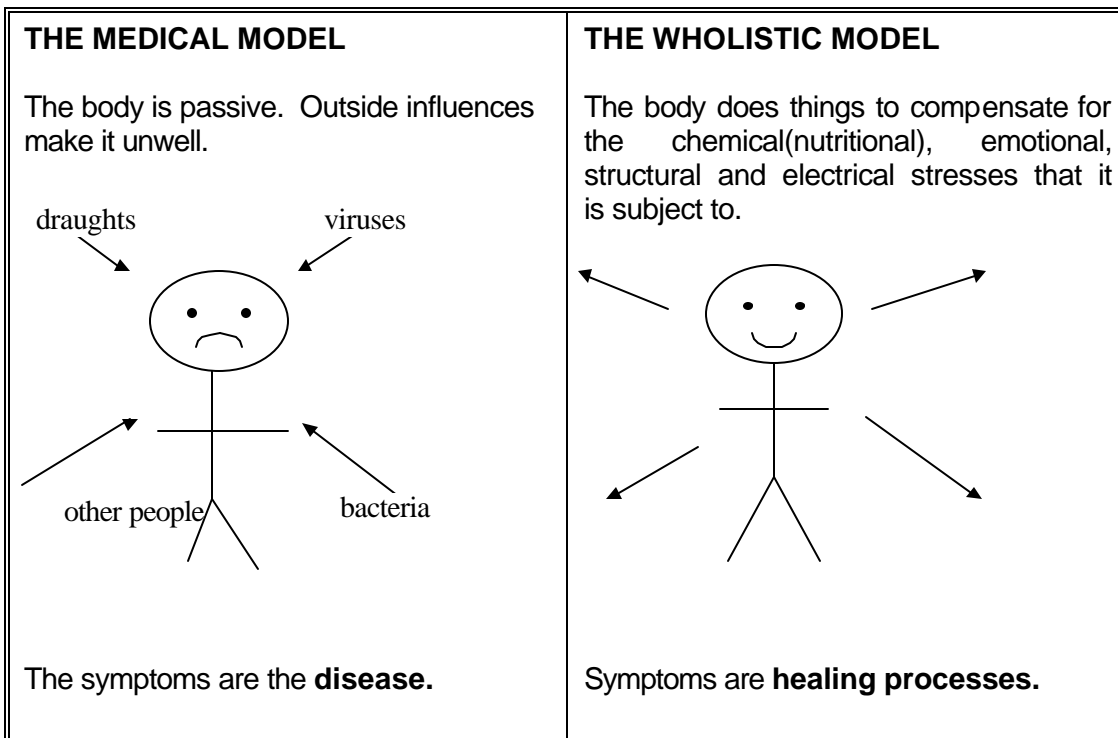 THE MEDICAL MODEL
The body is passive.  Outside influences
make it unwell.
draughts
viruses
other people
bacteria
The symptoms are the disease.
THE WHOLISTIC MODEL
The body does things to compensate for
the chemical(nutritional), emotional,
structural and electrical stresses that it
is subject to.
Symptoms are healing processes.